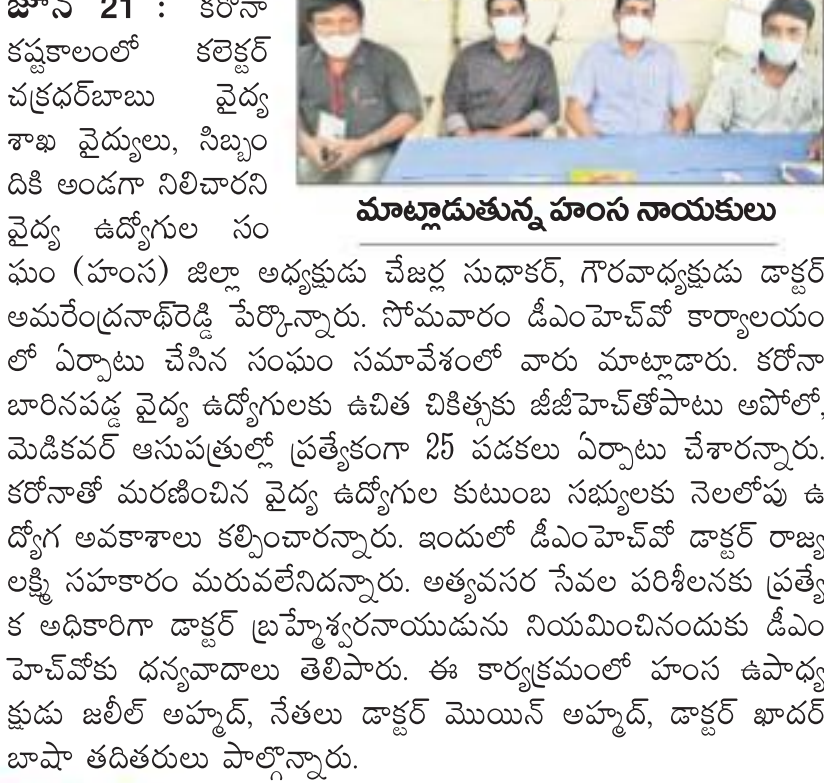 జూన్ 21 : కరోనా
కష్టకాలంలో కలెక్టర్
చక్రధర్‌బాబు వైద్య
శాఖ వైద్యులు, సిబ్బం
దికి అండగా నిలిచారని
వైద్య ఉద్యోగుల సం
మాట్లాడుతున్న హంస నాయకులు
ఘం (హంస) జిల్లా అధ్యక్షుడు చేజర్ల సుధాకర్, గౌరవాధ్యక్షుడు డాక్టర్
అమరేంద్రనాథ్‌రెడ్డి పేర్కొన్నారు. సోమవారం డీఎంహెచ్‌వో కార్యాలయం
లో ఏర్పాటు చేసిన సంఘం సమావేశంలో వారు మాట్లాడారు. కరోనా
బారినపడ్డ వైద్య ఉద్యోగులకు ఉచిత చికిత్సకు జీజీహెచ్‌తోపాటు అపోలో,
మెడికవర్ ఆసుపత్రుల్లో ప్రత్యేకంగా 25 పడకలు ఏర్పాటు చేశారన్నారు.
కరోనాతో మరణించిన వైద్య ఉద్యోగుల కుటుంబ సభ్యులకు నెలలోపు ఉ
ద్యోగ అవకాశాలు కల్పించారన్నారు. ఇందులో డీఎంహెచ్‌వో డాక్టర్ రాజ్య
లక్ష్మి సహకారం మరువలేనిదన్నారు. అత్యవసర సేవల పరిశీలనకు ప్రత్యే
క అధికారిగా డాక్టర్ బ్రహ్మేశ్వరనాయుడును నియమించినందుకు డీఎం
హెచ్‌వోకు ధన్యవాదాలు తెలిపారు. ఈ కార్యక్రమంలో హంస ఉపాధ్య
క్షుడు జలీల్ అహ్మద్, నేతలు డాక్టర్ మొయిన్ అహ్మద్, డాక్టర్ ఖాదర్
బాషా తదితరులు పాల్గొన్నారు.